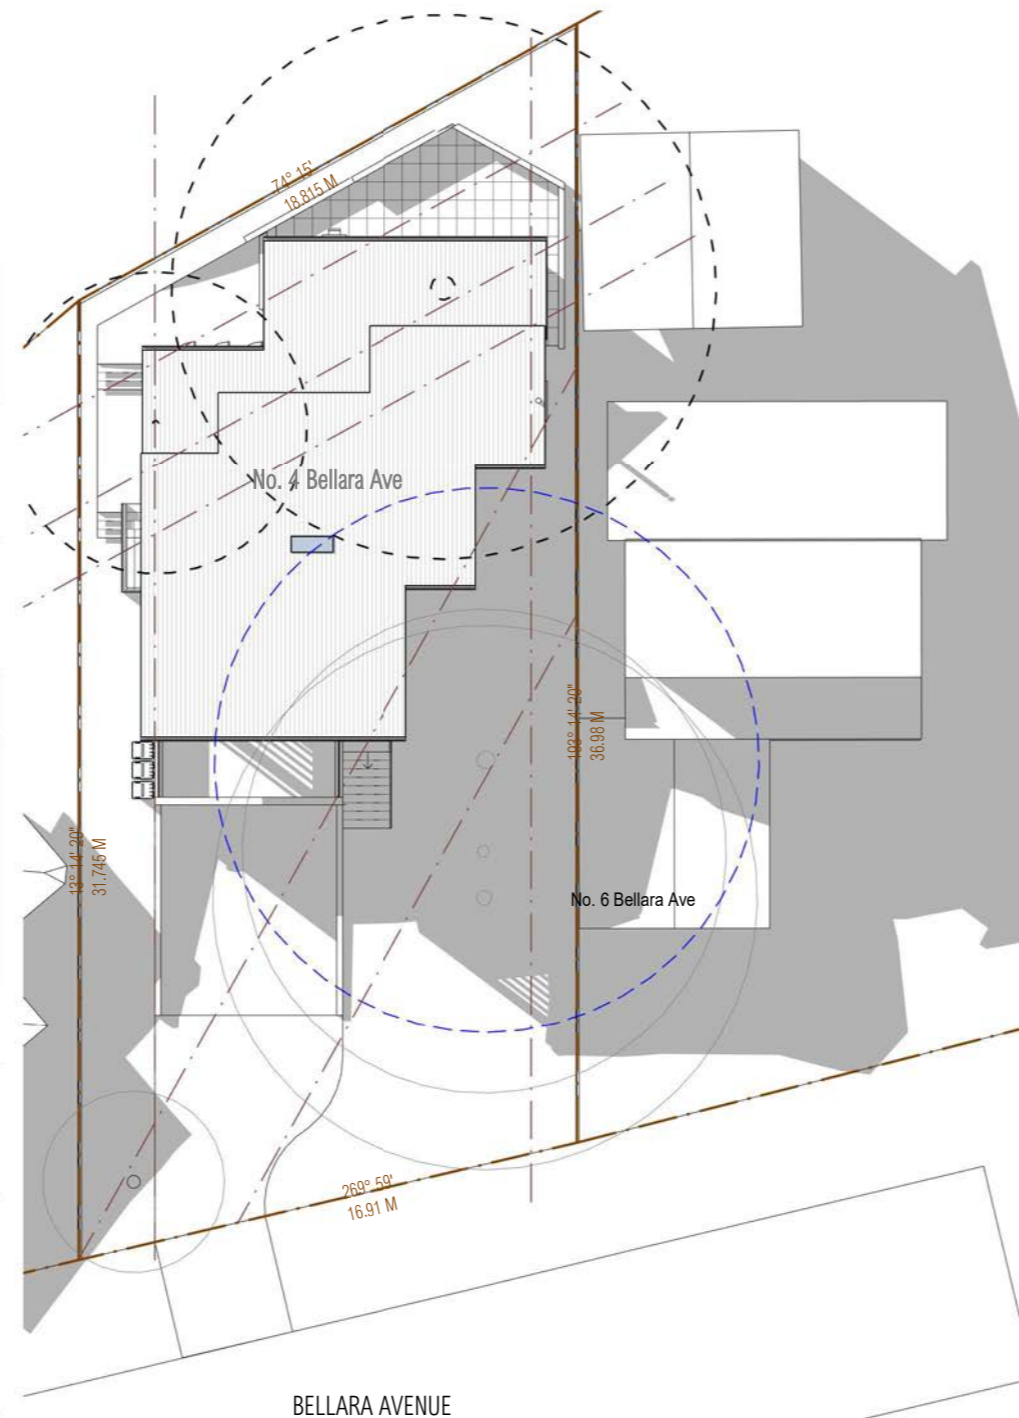 74° 15'
18.815 M
No. 4 Bellara Ave
193° 14' 20"
36.98 M
13° 14' 20"
31.745 M
No. 6 Bellara Ave
269° 59'
16.91 M
BELLARA AVENUE